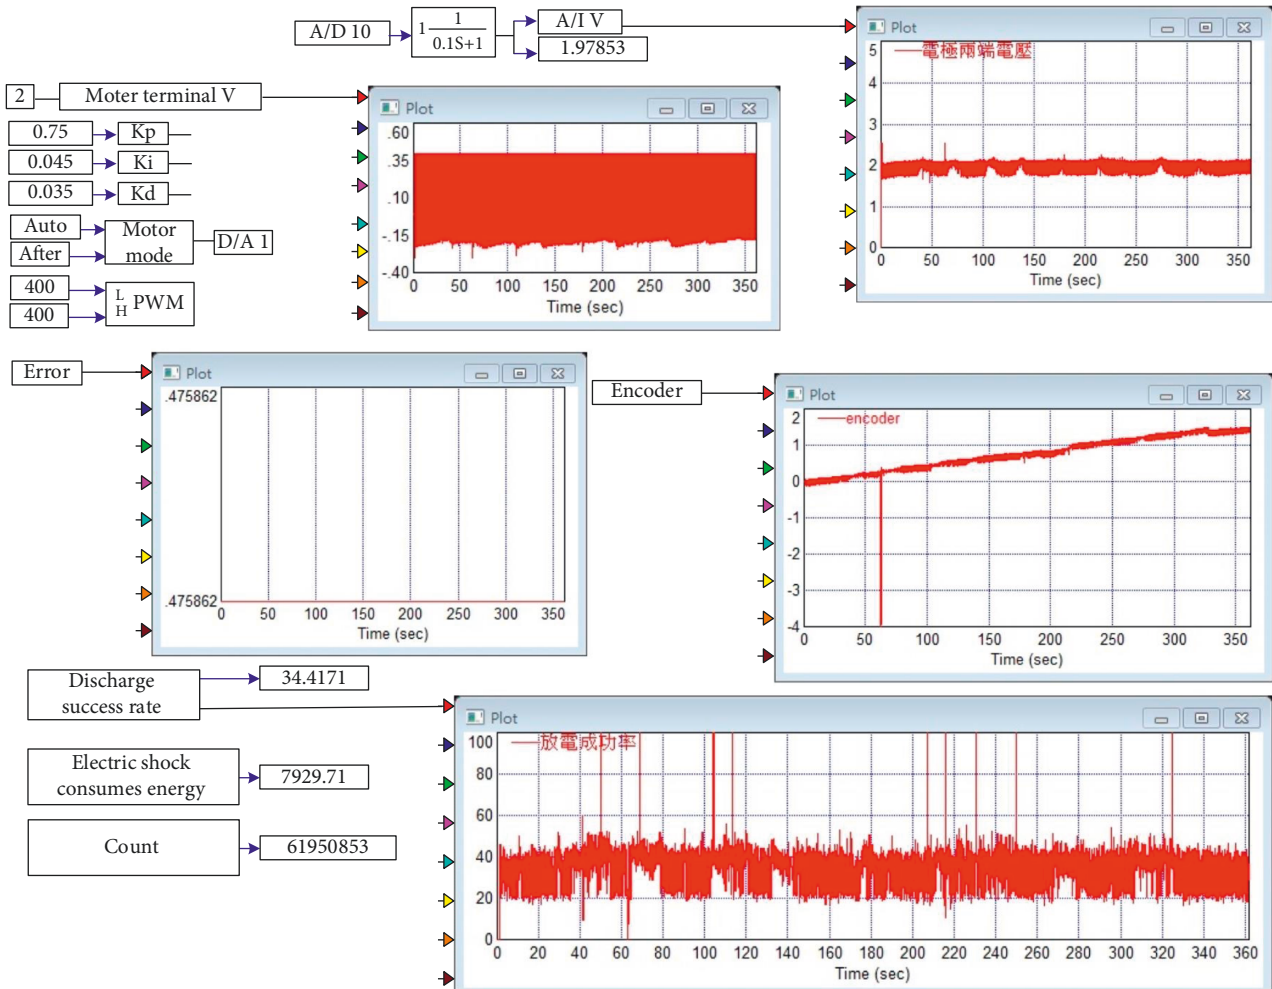 A/D 10
1 1
0.1S+1
A/I V
1.97853
Plot
電極兩端電壓
5
4
3
2
1
0
0 50 100 150 200 250 300 350
Time (sec)
2
Moter terminal V
0.75
Kp
0.045
Ki
0.035
Kd
Auto
After
Motor
mode
D/A 1
400
400
L
H
PWM
Plot
.60
.35
.10
-.15
-.40
0 50 100 150 200 250 300 350
Time (sec)
Error
Plot
.475862
.475862
0 50 100 150 200 250 300 350
Time (sec)
Encoder
Plot
encoder
2
1
0
-1
-2
-3
-4
0 50 100 150 200 250 300 350
Time (sec)
Discharge
success rate
34.4171
Electric shock
consumes energy
7929.71
Count
61950853
Plot
放電成功率
100
80
60
40
20
0
0 20 40 60 80 100 120 140 160 180 200 220 240 260 280 300 320 340 360
Time (sec)